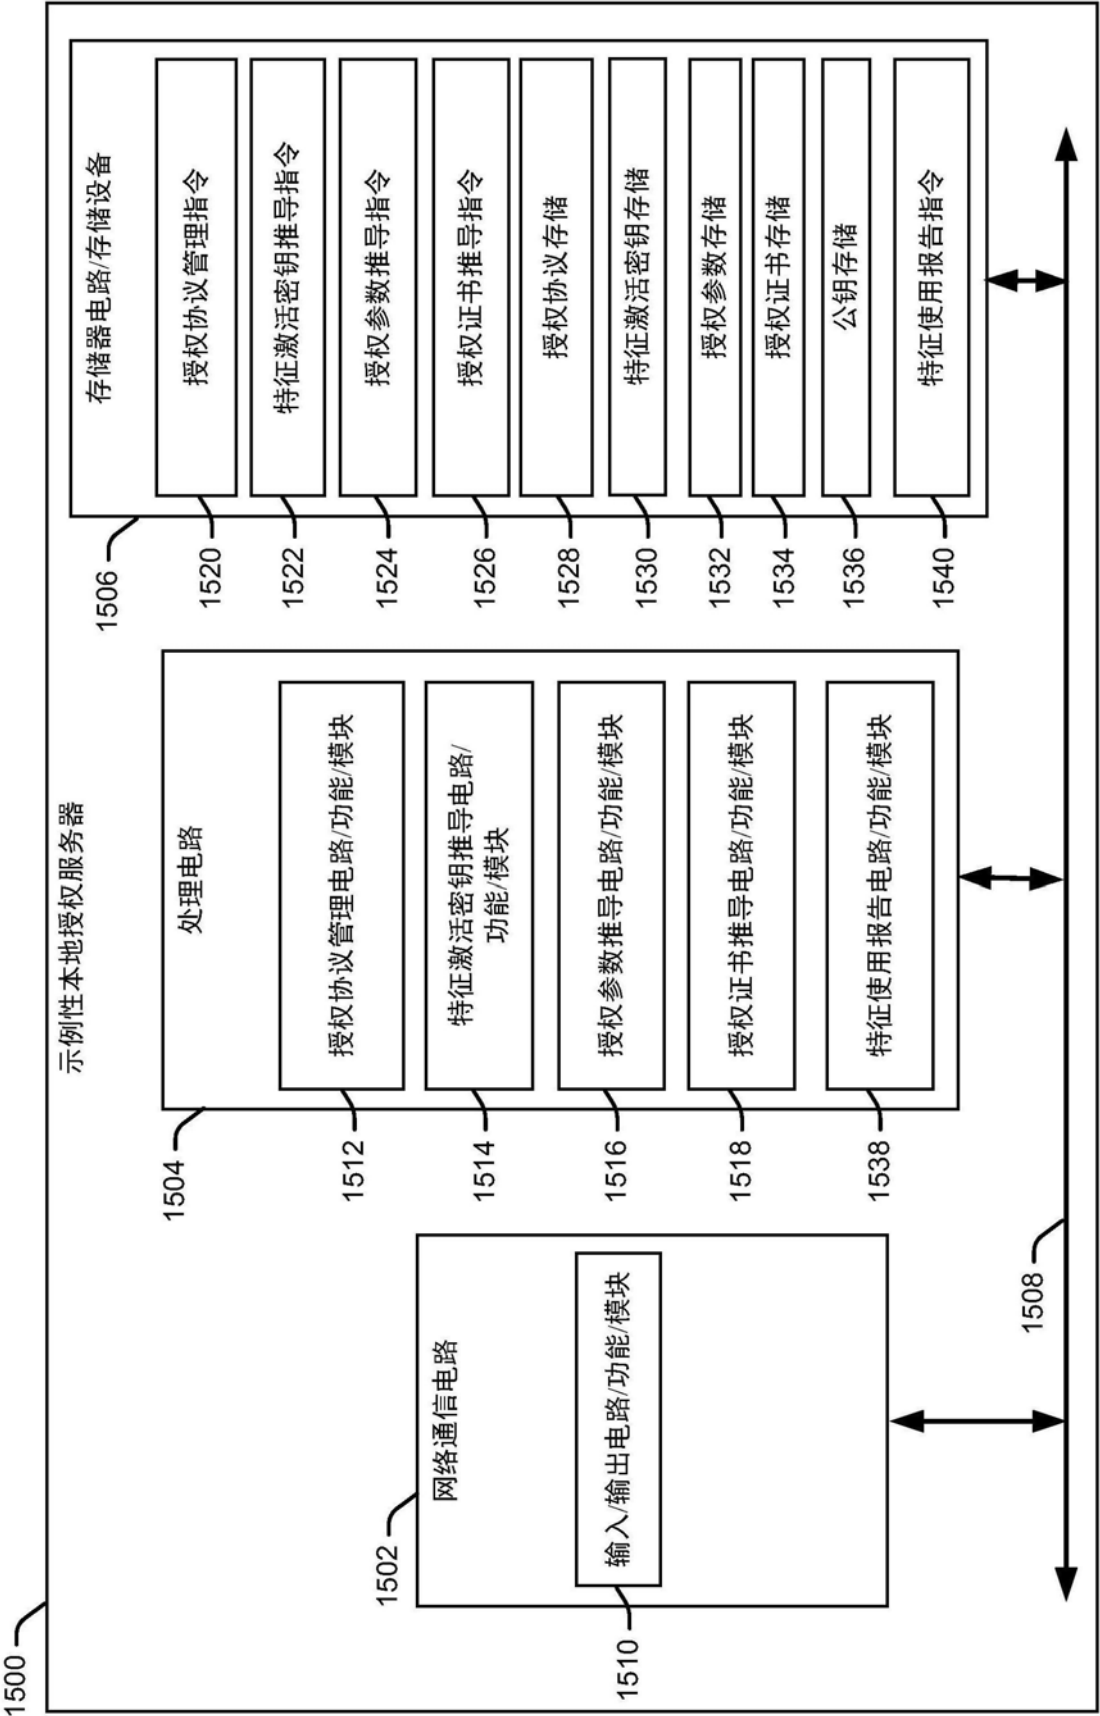 1500
示例性本地授权服务器
1502
网络通信电路
输入/输出电路/功能/模块
1510
1504
处理电路
授权协议管理电路/功能/模块
1512
特征激活密钥推导电路/
功能/模块
1514
授权参数推导电路/功能/模块
1516
授权证书推导电路/功能/模块
1518
特征使用报告电路/功能/模块
1538
1506
存储器电路/存储设备
授权协议管理指令
1520
特征激活密钥推导指令
1522
授权参数推导指令
1524
授权证书推导指令
1526
授权协议存储
1528
特征激活密钥存储
1530
授权参数存储
1532
授权证书存储
1534
公钥存储
1536
特征使用报告指令
1540
1508